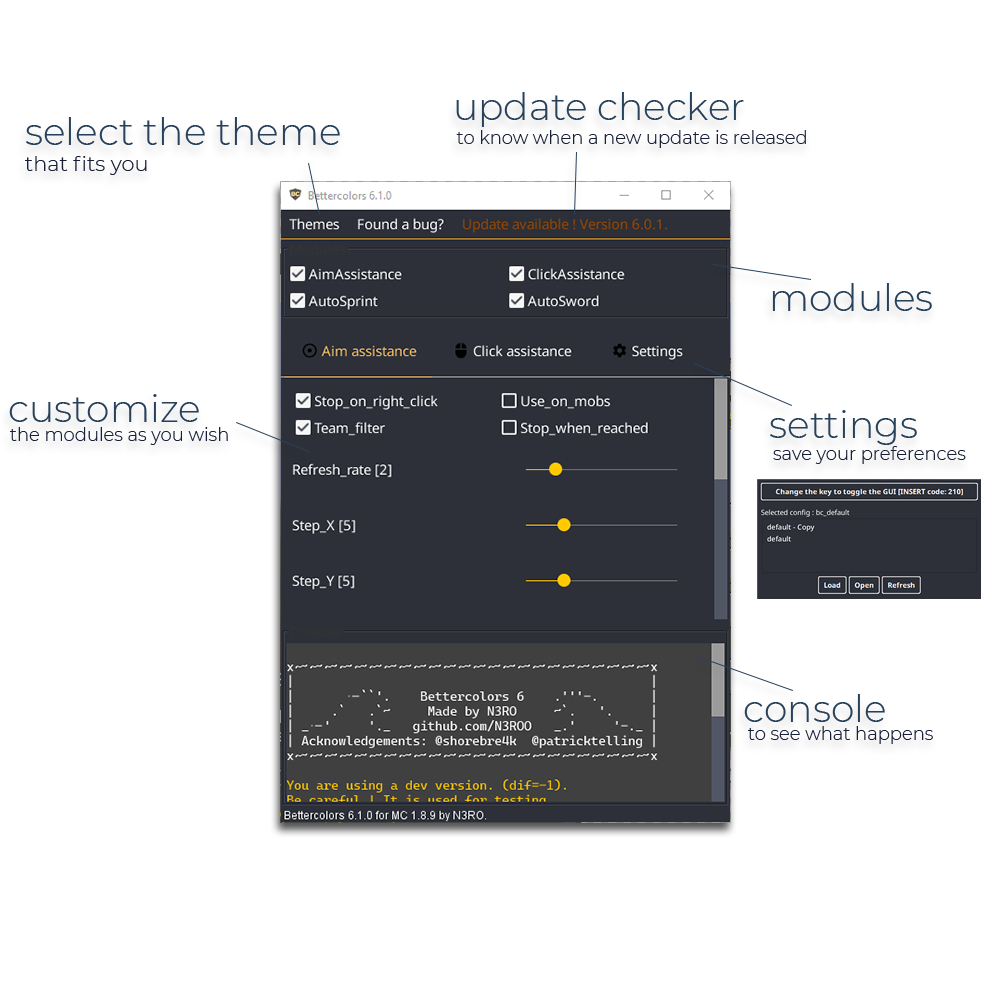 update checker
to know when a new update is released
select the theme
that fits you
Bettercolors 6.1.0
Themes Found a bug? Update available ! Version 6.0.1.
AimAssistance ClickAssistance
AutoSprint AutoSword
modules
Aim assistance Click assistance Settings
Stop_on_right_click Use_on_mobs
Team_filter Stop_when_reached
customize
the modules as you wish
settings
save your preferences
Refresh_rate [2]
Step_X [5]
Step_Y [5]
Change the key to toggle the GUI [INSERT code: 210]
Selected config : bc_default
default - Copy
default
Load Open Refresh
Bettercolors 6
Made by N3RO
github.com/N3ROO
Acknowledgements: @shorebre4k @patricktelling
console
to see what happens
You are using a dev version. (dif=-1).
Be careful ! It is used for testing
Bettercolors 6.1.0 for MC 1.8.9 by N3RO.